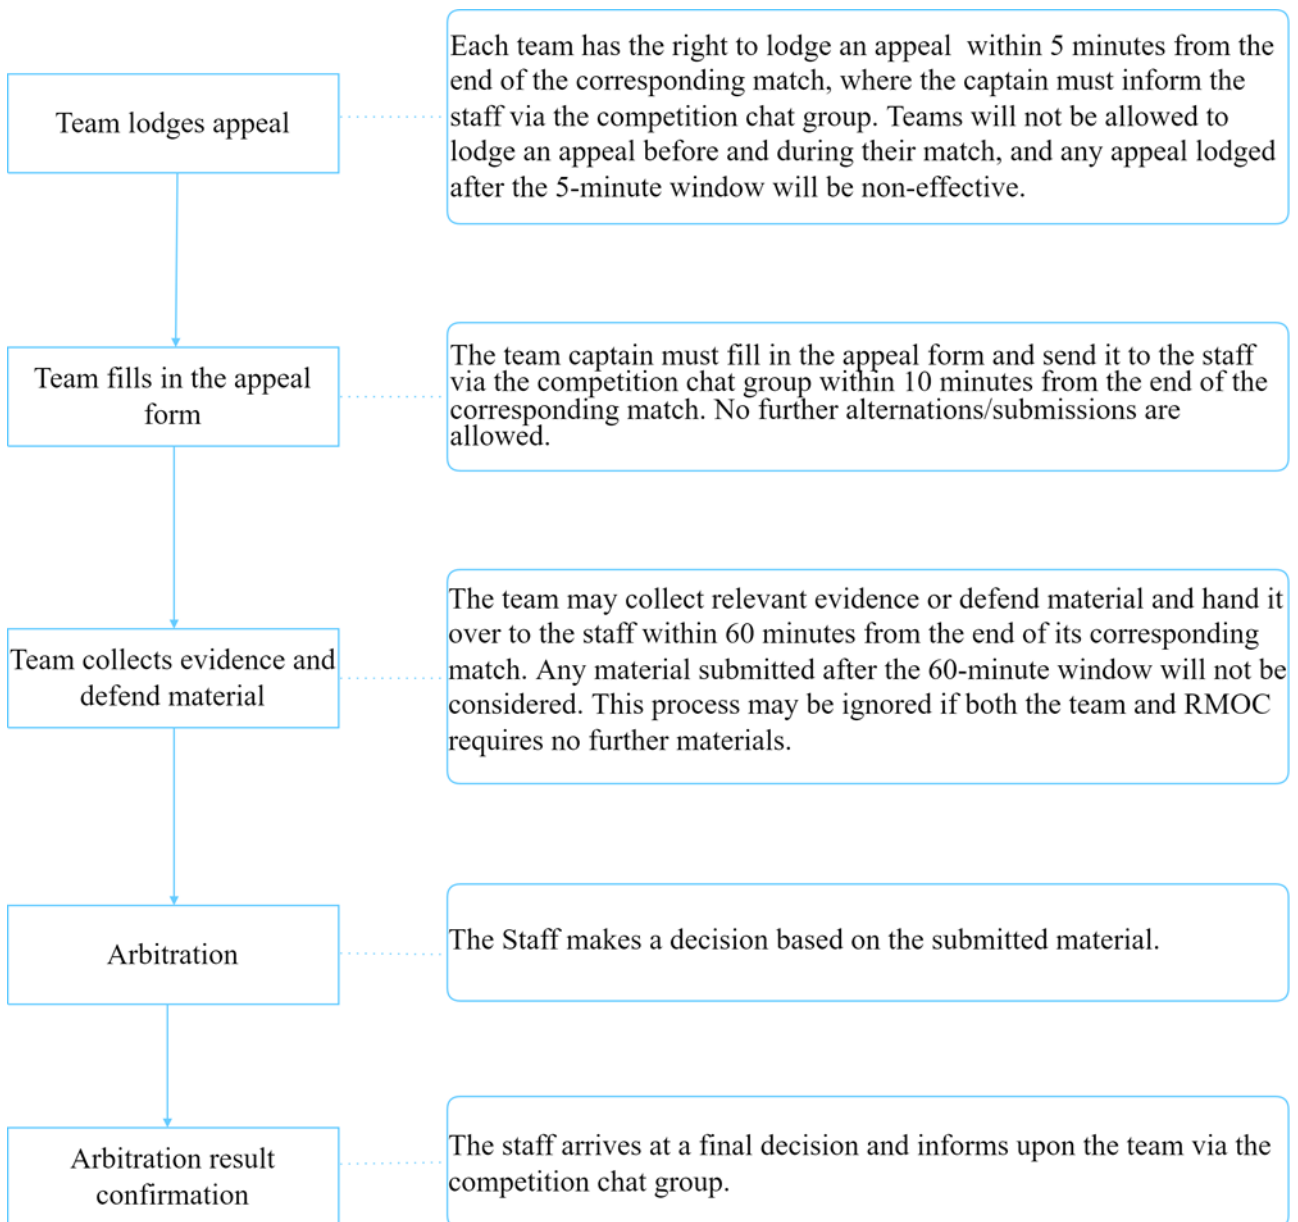 Team lodges appeal
Each team has the right to lodge an appeal  within 5 minutes from the
end of the corresponding match, where the captain must inform the
staff via the competition chat group. Teams will not be allowed to
lodge an appeal before and during their match, and any appeal lodged
after the 5-minute window will be non-effective.
Team fills in the appeal
form
The team captain must fill in the appeal form and send it to the staff
via the competition chat group within 10 minutes from the end of the
corresponding match. No further alternations/submissions are
allowed.
Team collects evidence and
defend material
The team may collect relevant evidence or defend material and hand it
over to the staff within 60 minutes from the end of its corresponding
match. Any material submitted after the 60-minute window will not be
considered. This process may be ignored if both the team and RMOC
requires no further materials.
Arbitration
The Staff makes a decision based on the submitted material.
Arbitration result
confirmation
The staff arrives at a final decision and informs upon the team via the
competition chat group.